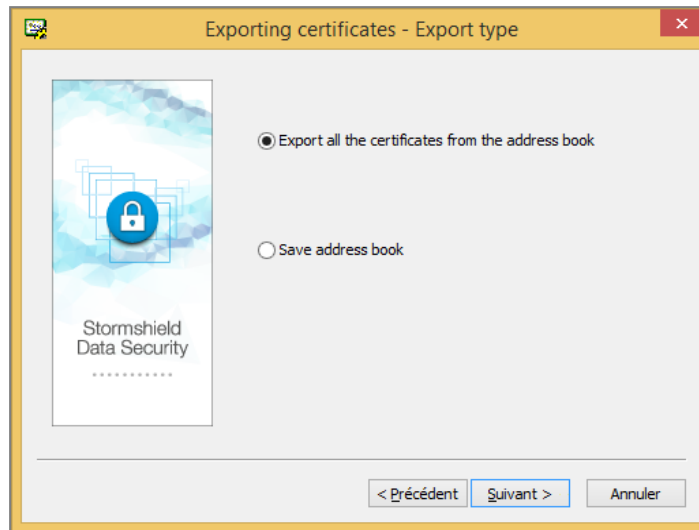 Exporting certificates - Export type
Export all the certificates from the address book
Save address book
Stormshield
Data Security
< Précédent
Suivant >
Annuler